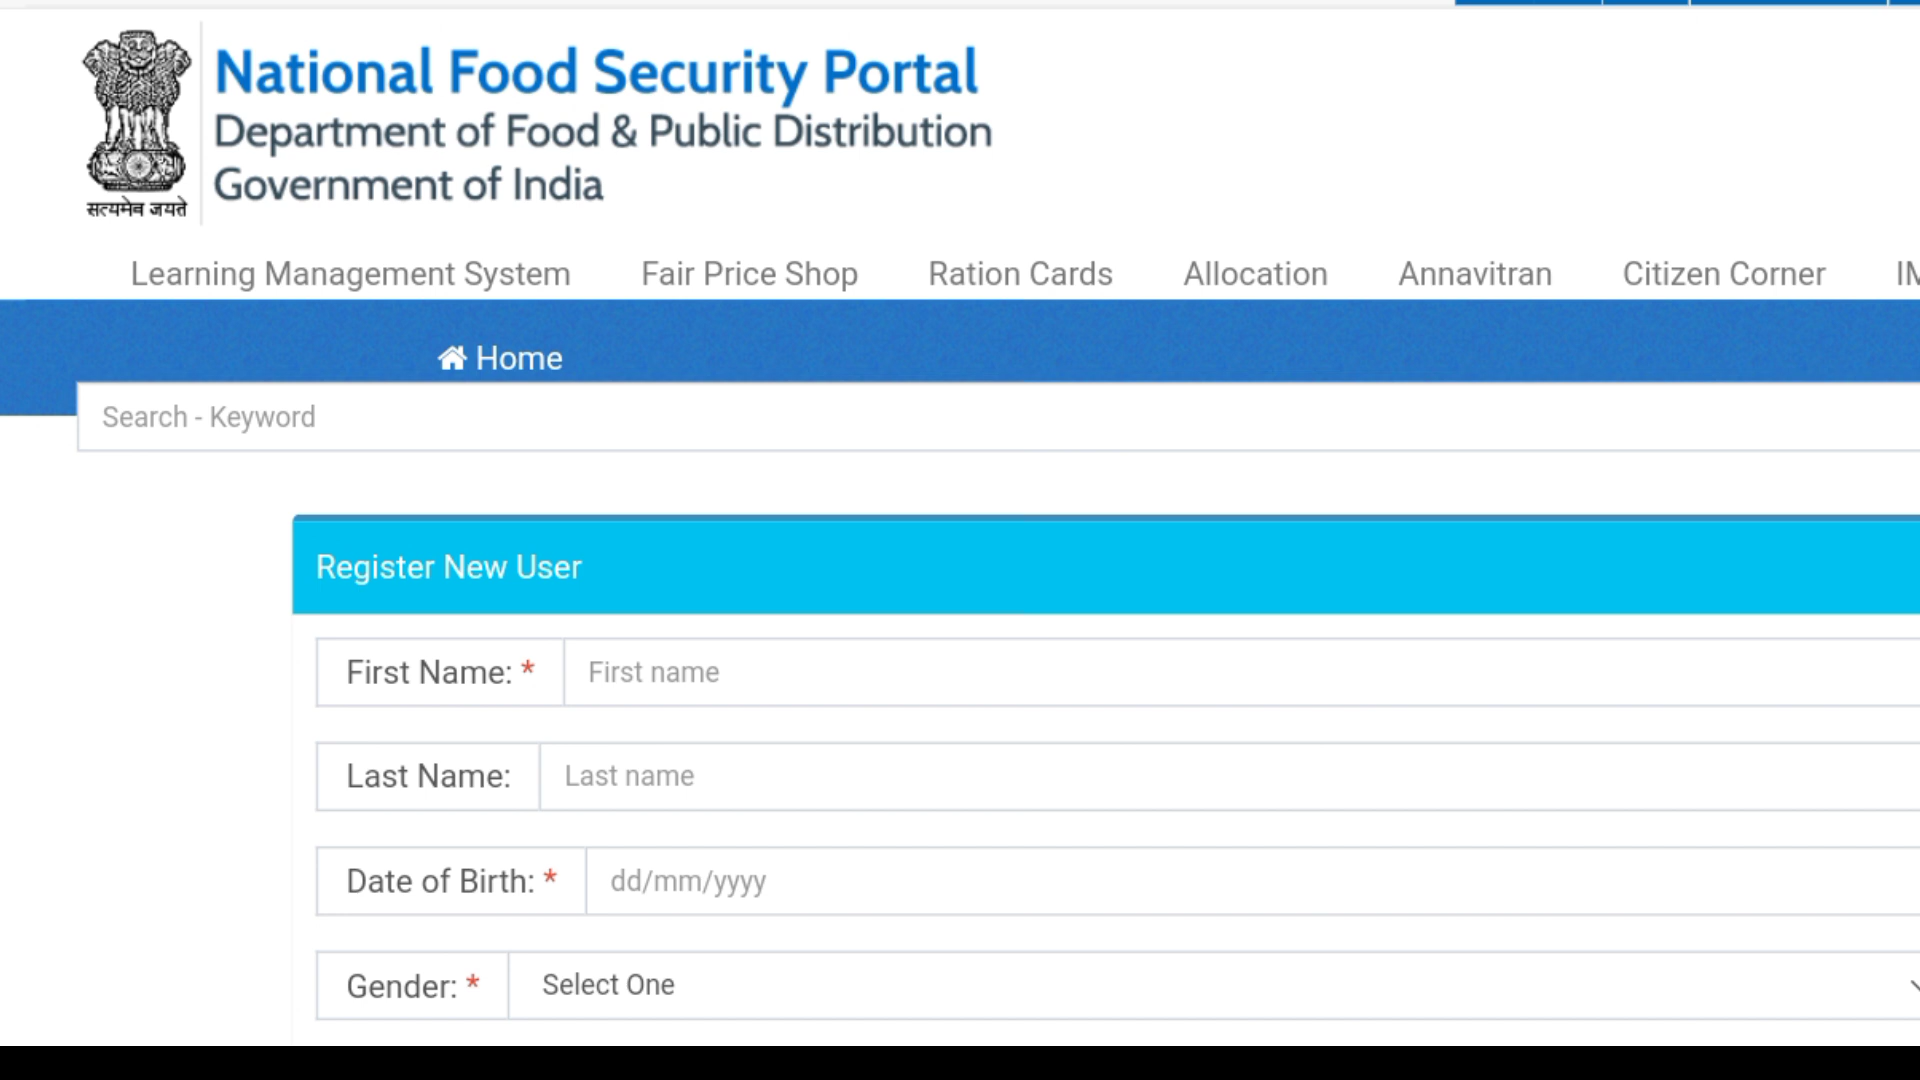 National Food Security Portal
Department of Food & Public Distribution
Government of India
सत्यमेव जयते
Learning Management System Fair Price Shop Ration Cards Allocation Annavitran Citizen Corner IM
Home
Search - Keyword
Register New User
First Name: * First name
Last Name: Last name
Date of Birth: * dd/mm/yyyy
Gender: * Select One